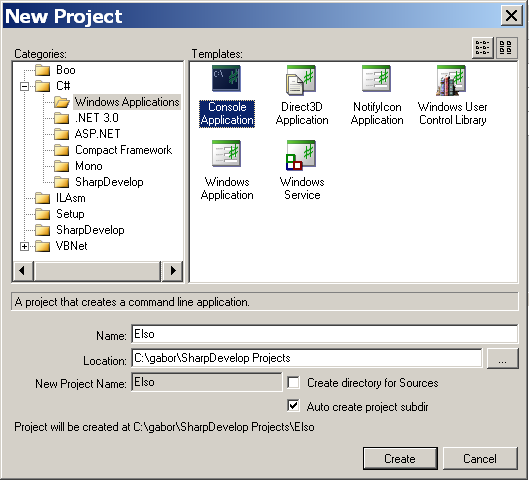 New Project
Categories:
Templates:
Boo
C#
Windows Applications
.NET 3.0
ASP.NET
Compact Framework
Mono
SharpDevelop
ILAsm
Setup
SharpDevelop
VBNet
Console Application
Direct3D Application
NotifyIcon Application
Windows User Control Library
Windows Application
Windows Service
A project that creates a command line application.
Name: Elso
Location: C:\gabor\SharpDevelop Projects ...
New Project Name: Elso Create directory for Sources
Auto create project subdir
Project will be created at C:\gabor\SharpDevelop Projects\Elso
Create Cancel